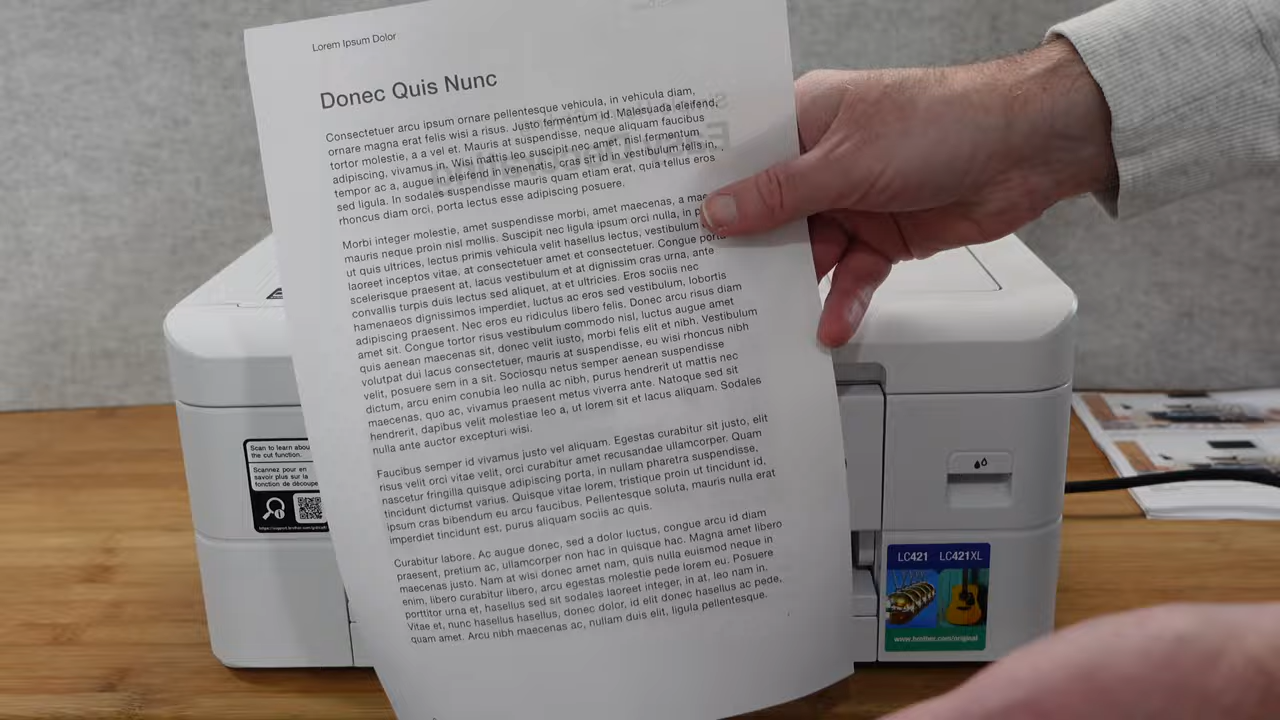 Lorem Ipsum Dolor
Donec Quis Nunc
Consectetuer arcu ipsum ornare pellentesque vehicula, in vehicula diam,
ornare magna erat felis wisi a risus. Justo fermentum id. Malesuada eleifend,
tortor molestie, a a vel et. Mauris at suspendisse, neque aliquam faucibus
adipiscing, vivamus in. Wisi mattis leo suscipit nec amet, nisl fermentum
tempor ac a, augue in eleifend in venenatis, cras sit id in vestibulum felis in,
sed ligula. In sodales suspendisse mauris quam etiam erat, quia tellus eros
rhoncus diam orci, porta lectus esse adipiscing posuere.
Morbi integer molestie, amet suspendisse morbi, amet maecenas, a
mauris neque proin nisl mollis. Suscipit nec ligula ipsum orci nulla, in
ut quis ultrices, lectus primis vehicula velit hasellus lectus, vestibulum
laoreet inceptos vitae, at consectetuer amet et consectetuer. Congue porta
scelerisque praesent at, lacus vestibulum et at dignissim cras urna, ante
convallis turpis duis lectus sed aliquet, at et ultricies. Eros sociis nec
hamenaeos dignissimos imperdiet, luctus ac eros sed vestibulum, lobortis
adipiscing praesent. Nec eros eu ridiculus libero felis. Donec arcu risus diam
amet sit. Congue tortor risus vestibulum commodo nisl, luctus augue amet
quis aenean maecenas sit, donec velit iusto, morbi felis elit et nibh. Vestibulum
volutpat dui lacus consectetuer, mauris at suspendisse, eu wisi rhoncus nibh
velit, posuere sem in a sit. Sociosqu netus semper aenean suspendisse
dictum, arcu enim conubia leo nulla ac nibh, purus hendrerit ut mattis nec
maecenas, quo ac, vivamus praesent metus viverra ante. Natoque sed sit
hendrerit, dapibus velit molestiae leo a, ut lorem sit et lacus aliquam. Sodales
nulla ante auctor excepturi wisi.
Faucibus semper id vivamus justo vel aliquam. Egestas curabitur sit justo, elit
risus velit orci vitae velit, orci curabitur amet recusandae ullamcorper. Quam
nascetur fringilla quisque adipiscing porta, in nullam pharetra suspendisse,
tincidunt dictumst varius. Quisque vitae lorem, tristique proin ut tincidunt id,
ipsum cras bibendum eu arcu faucibus. Pellentesque soluta, mauris nulla erat
imperdiet tincidunt est, purus aliquam sociis ac quis.
Curabitur labore. Ac augue donec, sed a dolor luctus, congue arcu id diam
praesent, pretium ac, ullamcorper non hac in quisque hac. Magna amet libero
maecenas justo. Nam at wisi donec amet nam, quis nulla euismod neque in
enim, libero curabitur libero, arcu egestas molestie pede lorem eu. Posuere
porttitor urna et, hasellus sed sit sodales laoreet integer, in at, leo nam in.
Vitae et, nunc hasellus hasellus, donec dolor, id elit donec hasellus ac pede,
quam amet. Arcu nibh maecenas ac, nullam duis elit, ligula pellentesque.
Scan to learn about
the cut function.
Scannez pour en
savoir plus sur la
fonction de découpe
LC421 LC421XL
www.brother.com/original